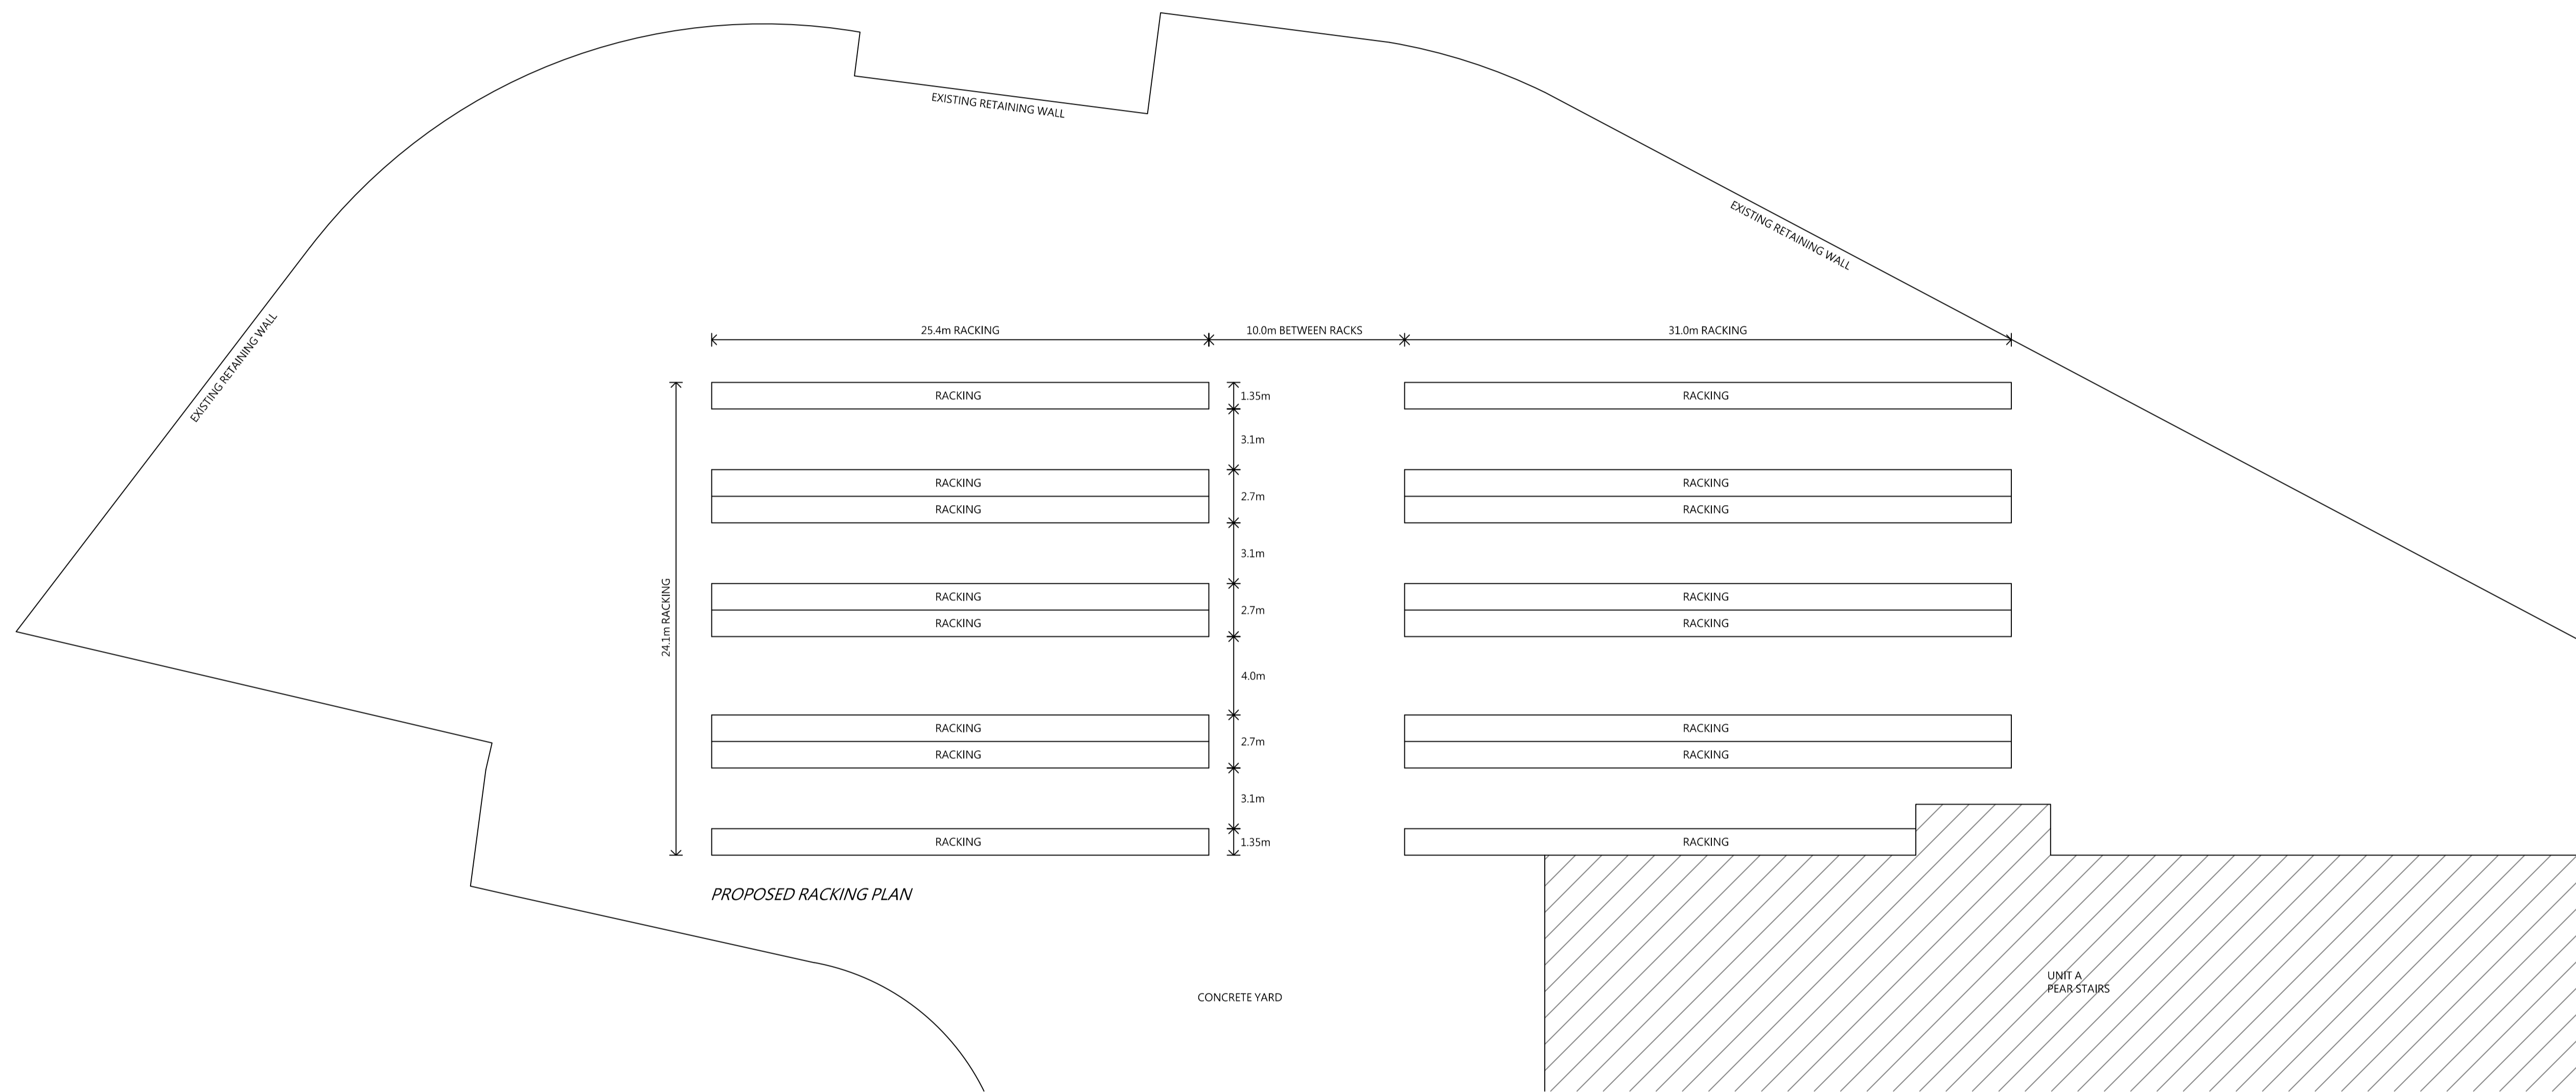 EXISTING RETAINING WALL
EXISTING RETAINING WALL
EXISTING RETAINING WALL
25.4m RACKING
10.0m BETWEEN RACKS
31.0m RACKING
RACKING
1.35m
RACKING
3.1m
RACKING
2.7m
RACKING
RACKING
RACKING
3.1m
RACKING
2.7m
RACKING
RACKING
RACKING
24.1m RACKING
4.0m
RACKING
2.7m
RACKING
RACKING
RACKING
3.1m
RACKING
1.35m
RACKING
PROPOSED RACKING PLAN
UNIT A
PEAR STAIRS
CONCRETE YARD